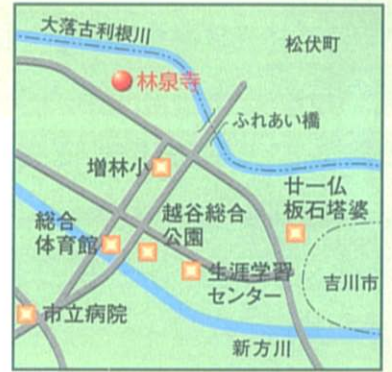 大落古利根川
松伏町
林泉寺
ふれあい橋
増林小
廿一仏
板石塔婆
越谷総合
公園
総合
体育館
生涯学習
センター
吉川市
市立病院
新方川